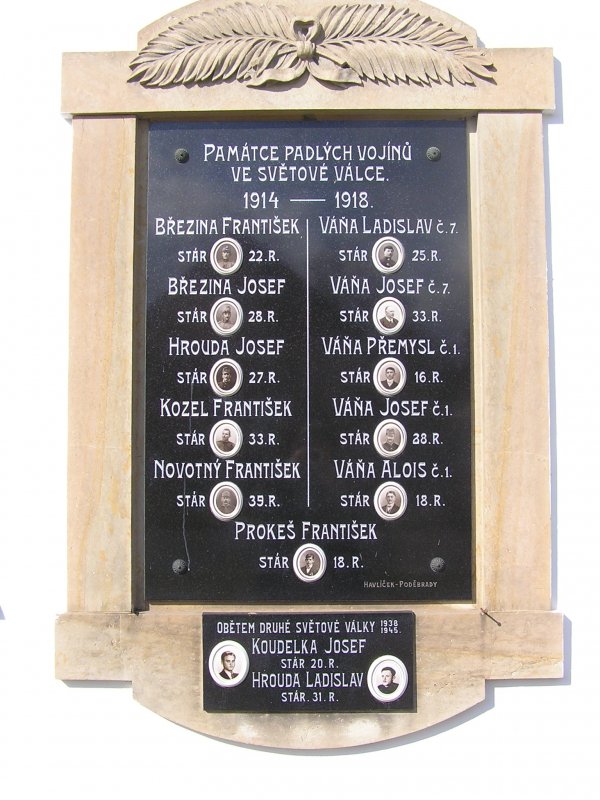 PAMÁTCE PADLÝCH VOJÍNŮ
VE SVĚTOVÉ VÁLCE.
1914 — 1918.
BŘEZINA FRANTIŠEK
STÁR 22.R.
BŘEZINA JOSEF
STÁR 28.R.
HROUDA JOSEF
STÁR 27.R.
KOZEL FRANTIŠEK
STÁR 33.R.
NOVOTNÝ FRANTIŠEK
STÁR 39.R.
VÁŇA LADISLAV č.7.
STÁR 25.R.
VÁŇA JOSEF č.7.
STÁR 33.R.
VÁŇA PŘEMYSL č.1.
STÁR 16.R.
VÁŇA JOSEF č.1.
STÁR 28.R.
VÁŇA ALOIS č.1.
STÁR 18.R.
PROKEŠ FRANTIŠEK
STÁR 18.R.
HAVLÍČEK-PODĚBRADY
OBĚTEM DRUHÉ SVĚTOVÉ VÁLKY 1938 1945.
KOUDELKA JOSEF
STÁR 20.R.
HROUDA LADISLAV
STÁR. 31.R.